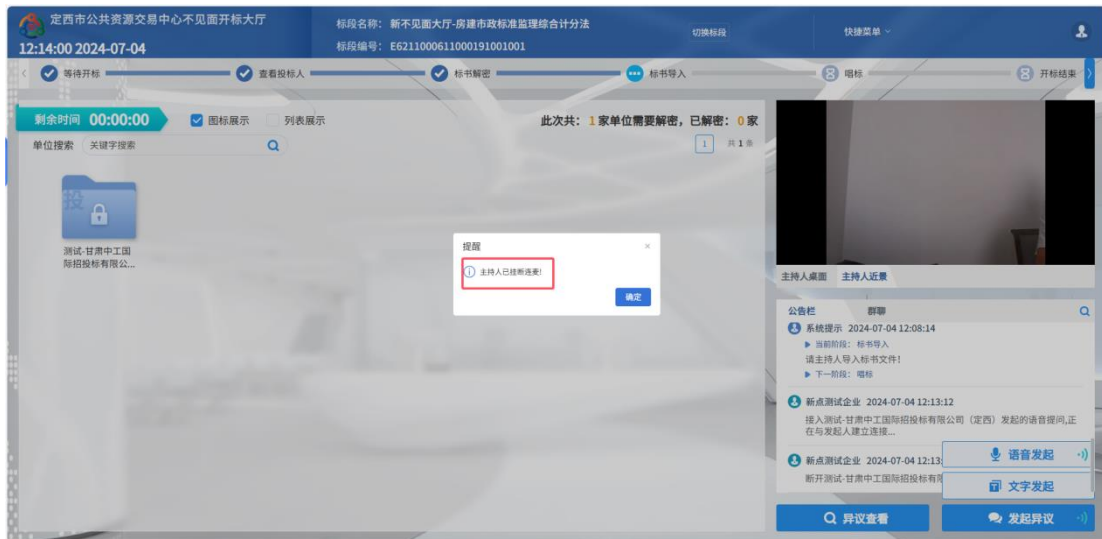 定西市公共资源交易中心不见面开标大厅
12:14:00 2024-07-04
标段名称： 新不见面大厅-房建市政标准监理综合计分法
标段编号： E6211000611000191001001
切换标段
快捷菜单
等待开标
查看投标人
标书解密
标书导入
唱标
开标结束
剩余时间 00:00:00
图标展示
列表展示
此次共： 1 家单位需要解密，已解密： 0 家
单位搜索
关键字搜索
1
共 1 条
投
测试-甘肃中工国
际招投标有限公...
提醒
×
主持人已挂断连麦!
确定
主持人桌面
主持人近景
公告栏
群聊
系统提示 2024-07-04 12:08:14
当前阶段： 标书导入
请主持人导入标书文件!
下一阶段： 唱标
新点测试企业 2024-07-04 12:13:12
接入测试-甘肃中工国际招投标有限公司（定西）发起的语音提问,正
在与发起人建立连接...
新点测试企业 2024-07-04 12:13:
断开测试-甘肃中工国际招投标有限
语音发起
文字发起
异议查看
发起异议